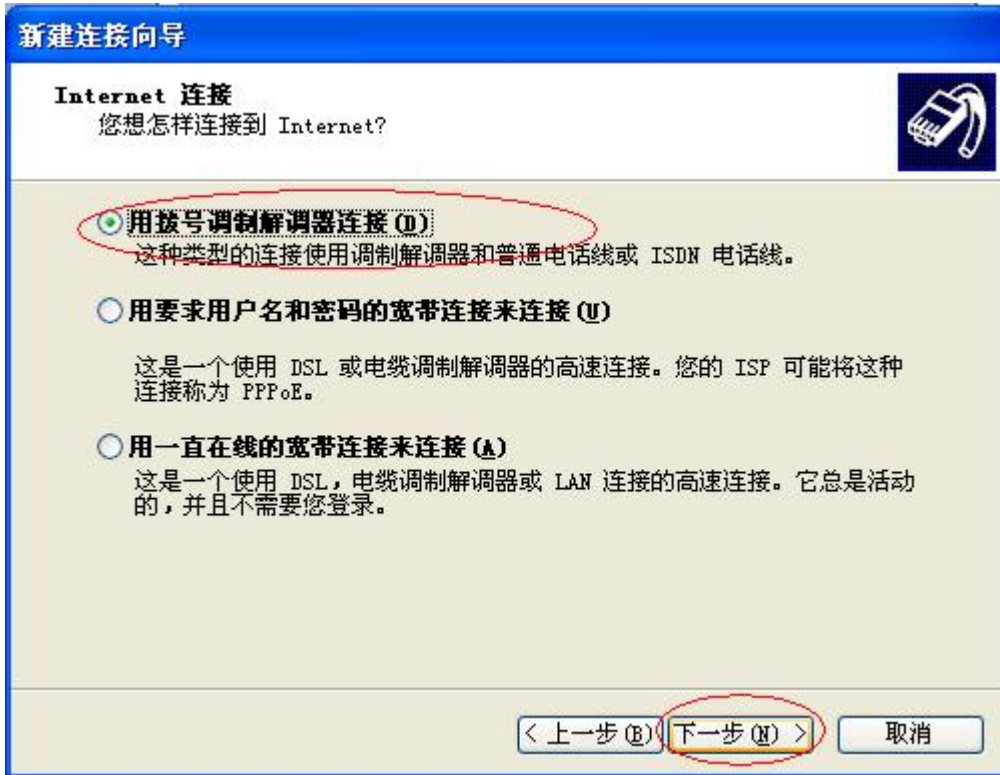 新建连接向导
Internet 连接
您想怎样连接到 Internet?
用拨号调制解调器连接(D)
这种类型的连接使用调制解调器和普通电话线或 ISDN 电话线。
用要求用户名和密码的宽带连接来连接(U)
这是一个使用 DSL 或电缆调制解调器的高速连接。您的 ISP 可能将这种
连接称为 PPPoE。
用一直在线的宽带连接来连接(A)
这是一个使用 DSL，电缆调制解调器或 LAN 连接的高速连接。它总是活动
的，并且不需要您登录。
< 上一步(B) 下一步(N) > 取消